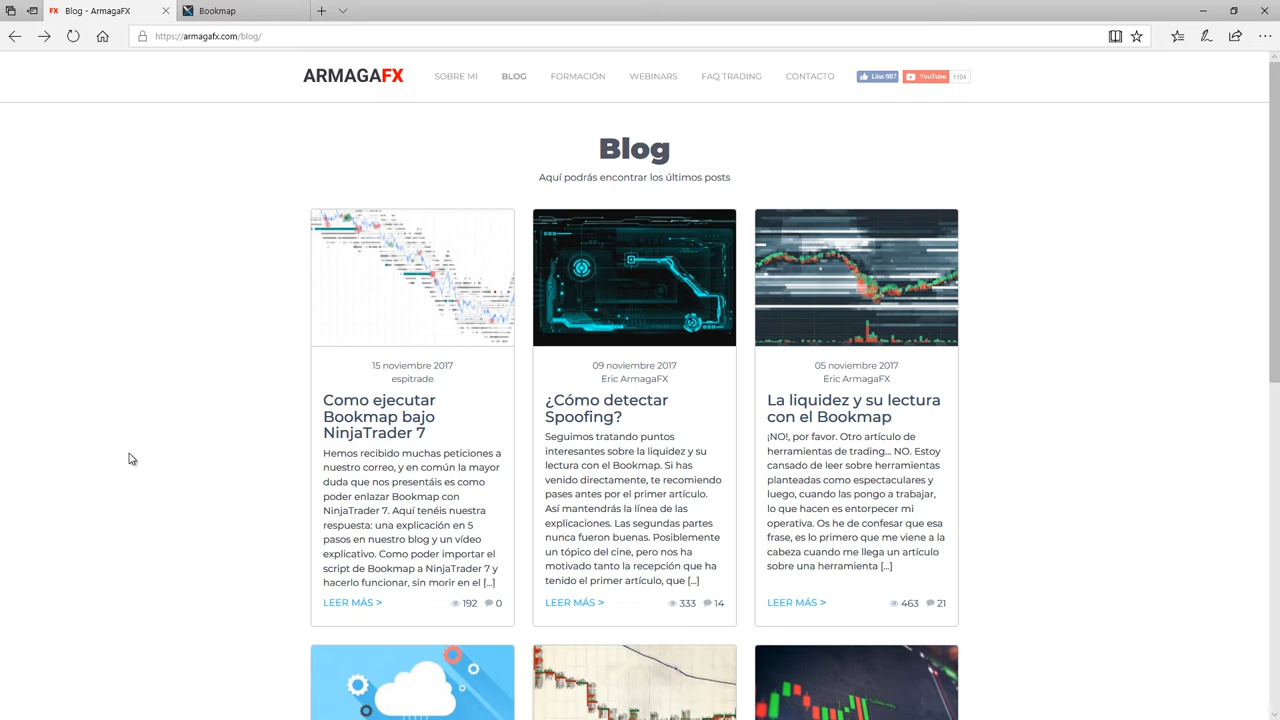 Blog - ArmagaFX
Bookmap
https://armagafx.com/blog/
ARMAGAFX
SOBRE MI
BLOG
FORMACIÓN
WEBINARS
FAQ TRADING
CONTACTO
Like 667
YouTube
Blog
Aquí podrás encontrar los últimos posts
15 noviembre 2017
espitrade
Como ejecutar
Bookmap bajo
NinjaTrader 7
Hemos recibido muchas peticiones a
nuestro correo, y en común la mayor
duda que nos presentáis es como
poder enlazar Bookmap con
NinjaTrader 7. Aquí tenéis nuestra
respuesta: una explicación en 5
pasos en nuestro blog y un vídeo
explicativo. Como poder importar el
script de Bookmap a NinjaTrader 7 y
hacerlo funcionar, sin morir en el [...]
LEER MÁS >
192
0
09 noviembre 2017
Eric ArmagaFX
¿Cómo detectar
Spoofing?
Seguimos tratando puntos
interesantes sobre la liquidez y su
lectura con el Bookmap. Si has
venido directamente, te recomiendo
pases antes por el primer artículo.
Así mantendrás la línea de las
explicaciones. Las segundas partes
nunca fueron buenas. Posiblemente
un tópico del cine, pero nos ha
motivado tanto la recepción que ha
tenido el primer artículo, que [...]
LEER MÁS >
333
14
05 noviembre 2017
Eric ArmagaFX
La liquidez y su lectura
con el Bookmap
¡NO!, por favor. Otro artículo de
herramientas de trading... NO. Estoy
cansado de leer sobre herramientas
planteadas como espectaculares y
luego, cuando las pongo a trabajar,
lo que hacen es entorpecer mi
operativa. Os he de confesar que esa
frase, es lo primero que me viene a la
cabeza cuando me llega un artículo
sobre una herramienta [...]
LEER MÁS >
463
21